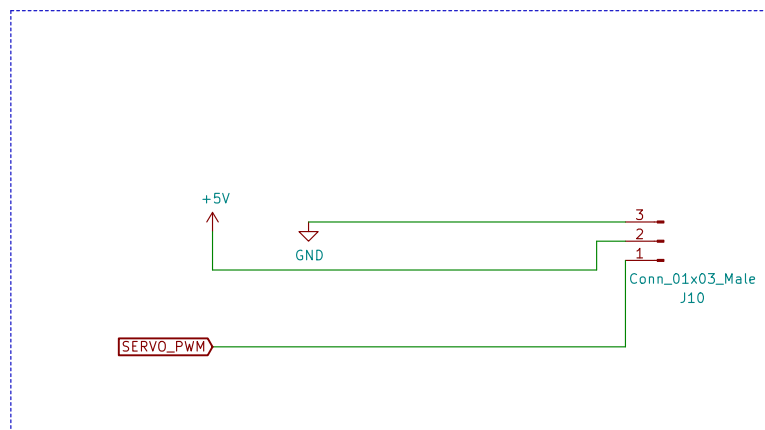 +5V
3
2
GND
1
Conn_01x03_Male
J10
SERVO_PWM